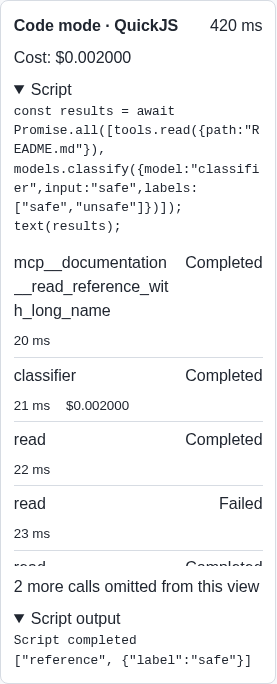 Code mode · QuickJS 420 ms
Cost: $0.002000
▼ Script
const results = await
Promise.all([tools.read({path:"R
EADME.md"}),
models.classify({model:"classifi
er",input:"safe",labels:
["safe","unsafe"]})]);
text(results);
mcp__documentation Completed
__read_reference_wit
h_long_name
20 ms
classifier Completed
21 ms $0.002000
read Completed
22 ms
read Failed
23 ms
read Completed
2 more calls omitted from this view
▼ Script output
Script completed
["reference", {"label":"safe"}]